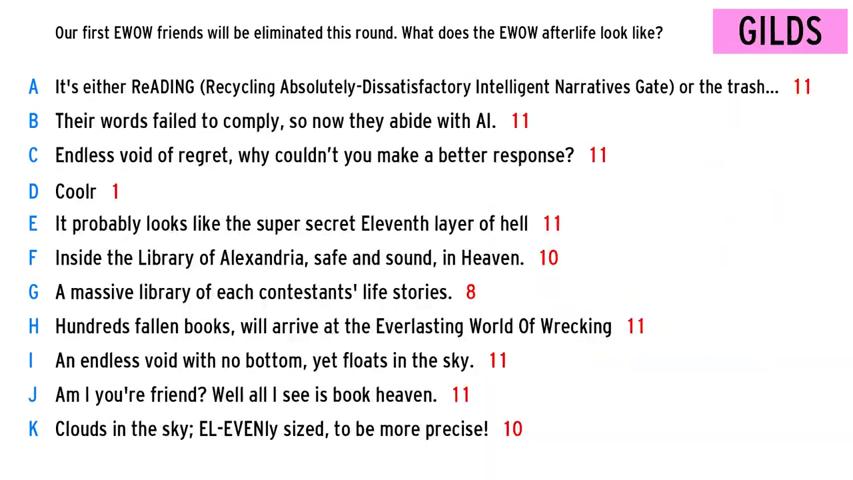 Our first EWOW friends will be eliminated this round. What does the EWOW afterlife look like?
GILDS
A It's either ReADING (Recycling Absolutely-Dissatisfactory Intelligent Narratives Gate) or the trash... 11
B Their words failed to comply, so now they abide with AI. 11
C Endless void of regret, why couldn't you make a better response? 11
D Coolr 1
E It probably looks like the super secret Eleventh layer of hell 11
F Inside the Library of Alexandria, safe and sound, in Heaven. 10
G A massive library of each contestants' life stories. 8
H Hundreds fallen books, will arrive at the Everlasting World Of Wrecking 11
I An endless void with no bottom, yet floats in the sky. 11
J Am I you're friend? Well all I see is book heaven. 11
K Clouds in the sky; EL-EVENly sized, to be more precise! 10